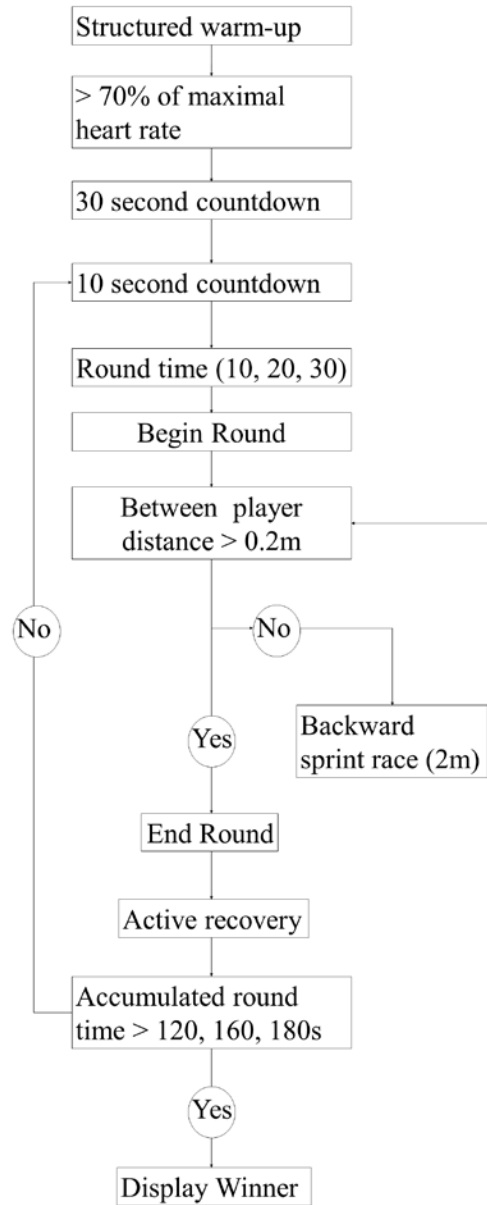 Structured warm-up
> 70% of maximal
heart rate
30 second countdown
10 second countdown
Round time (10, 20, 30)
Begin Round
Between player
distance > 0.2m
No
No
Backward
sprint race (2m)
Yes
End Round
Active recovery
Accumulated round
time > 120, 160, 180s
Yes
Display Winner